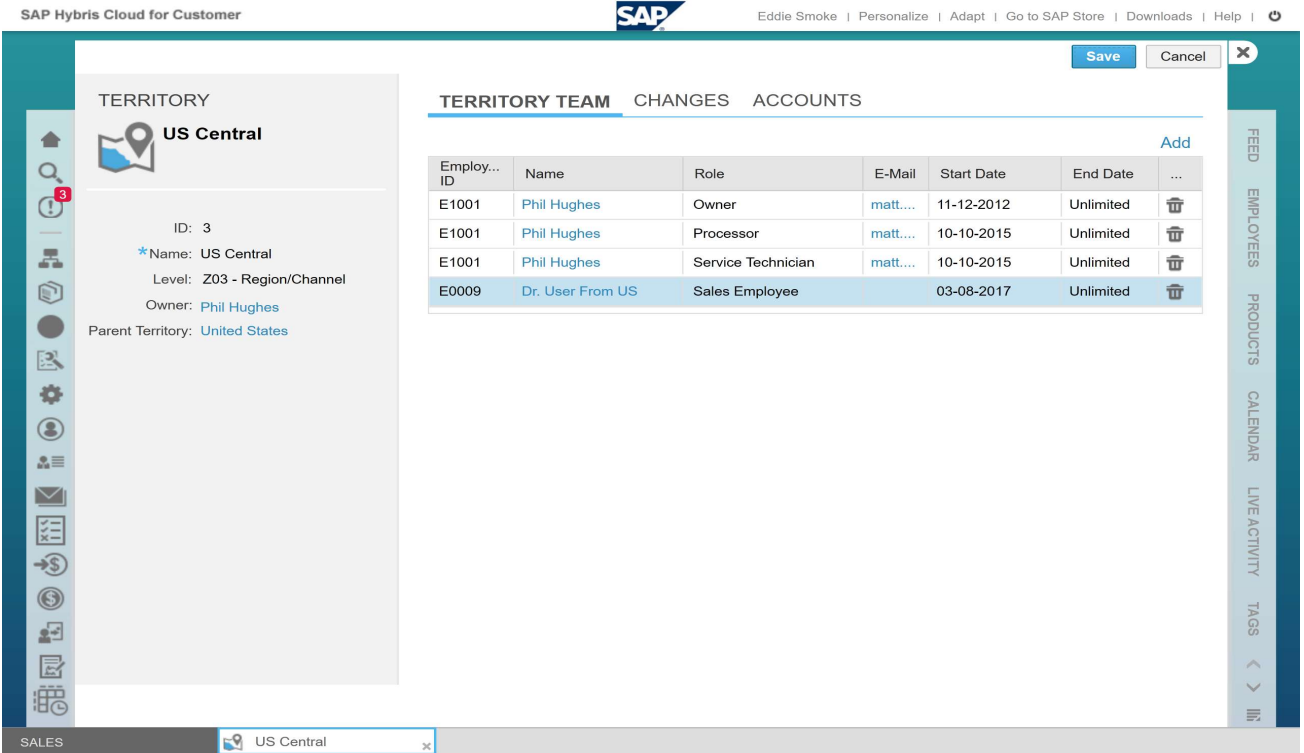 SAP Hybris Cloud for Customer
SAP
Eddie Smoke | Personalize | Adapt | Go to SAP Store | Downloads | Help |
Save Cancel
TERRITORY
US Central
ID: 3
*Name: US Central
Level: Z03 - Region/Channel
Owner: Phil Hughes
Parent Territory: United States
TERRITORY TEAM CHANGES ACCOUNTS
Add
Employ... ID Name Role E-Mail Start Date End Date ...
E1001 Phil Hughes Owner matt.... 11-12-2012 Unlimited
E1001 Phil Hughes Processor matt.... 10-10-2015 Unlimited
E1001 Phil Hughes Service Technician matt.... 10-10-2015 Unlimited
E0009 Dr. User From US Sales Employee 03-08-2017 Unlimited
3
FEED
EMPLOYEES
PRODUCTS
CALENDAR
LIVE ACTIVITY
TAGS
SALES
US Central